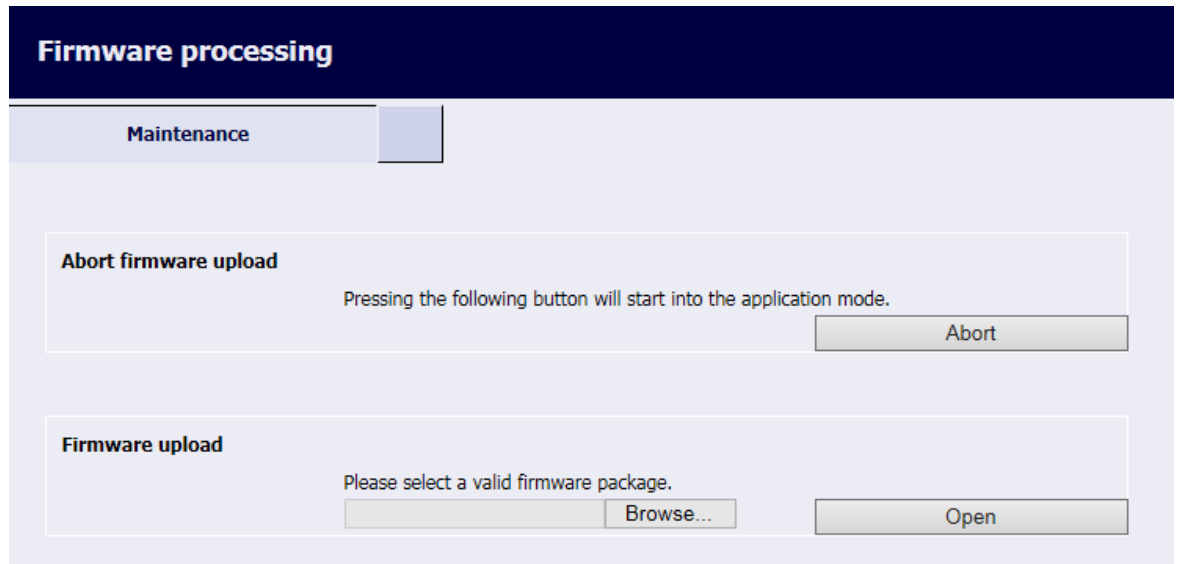 Firmware processing
Maintenance
Abort firmware upload
Pressing the following button will start into the application mode.
Abort
Firmware upload
Please select a valid firmware package.
Browse...
Open